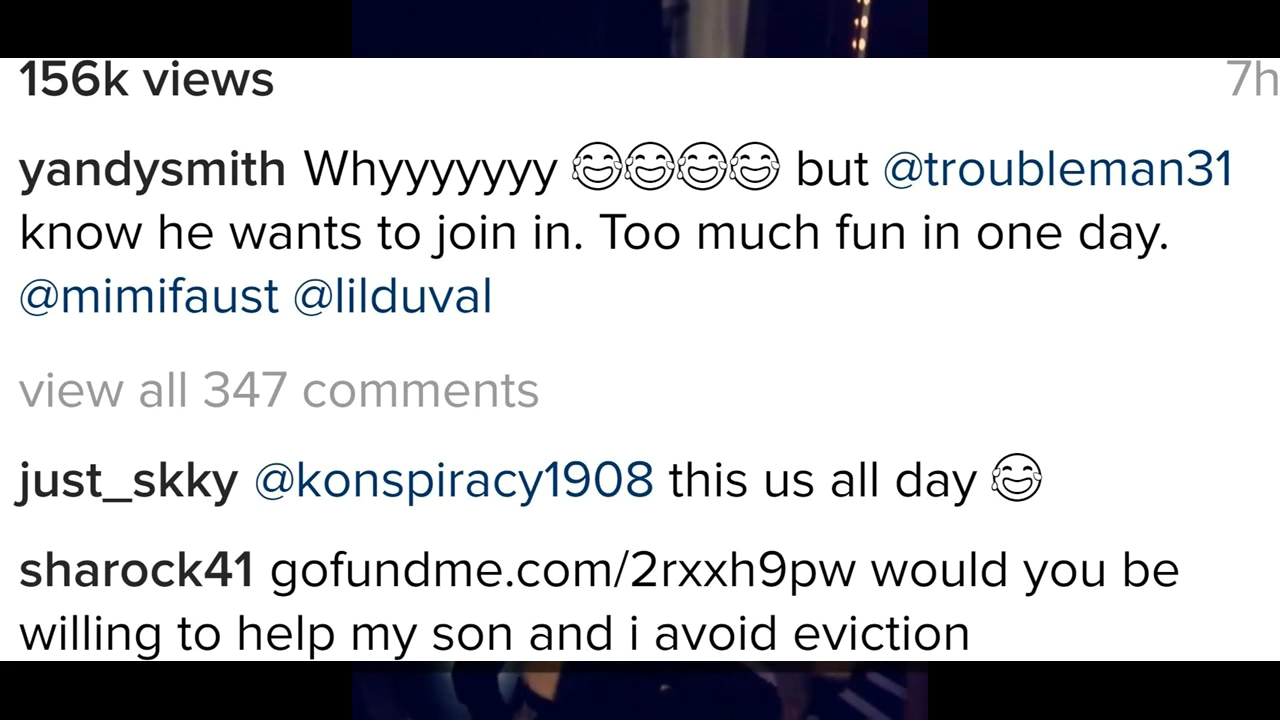 156k views
7h
yandysmith Whyyyyyyy 😂😂😂😂 but @troubleman31
know he wants to join in. Too much fun in one day.
@mimifaust @lilduval
view all 347 comments
just_skky @konspiracy1908 this us all day 😂
sharock41 gofundme.com/2rxxh9pw would you be
willing to help my son and i avoid eviction